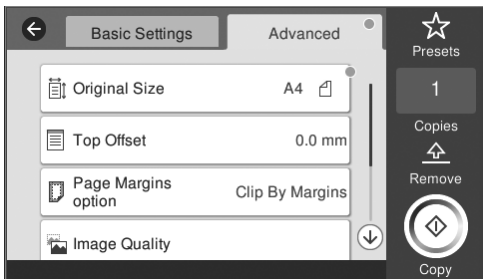 Basic Settings
Advanced
Presets
Original Size
A4
1
Copies
Top Offset
0.0 mm
Remove
Page Margins
option
Clip By Margins
Image Quality
Copy